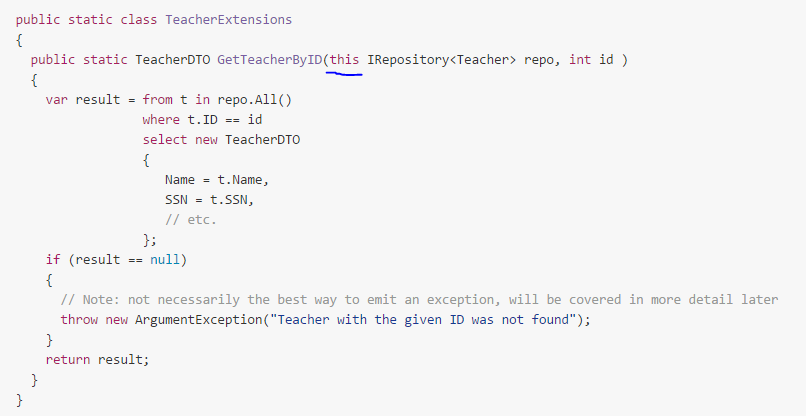 public static class TeacherExtensions
{
  public static TeacherDTO GetTeacherByID(this IRepository<Teacher> repo, int id )
  {
    var result = from t in repo.All()
                 where t.ID == id
                 select new TeacherDTO
                 {
                    Name = t.Name,
                    SSN = t.SSN,
                    // etc.
                 };
    if (result == null)
    {
      // Note: not necessarily the best way to emit an exception, will be covered in more detail later
      throw new ArgumentException("Teacher with the given ID was not found");
    }
    return result;
  }
}